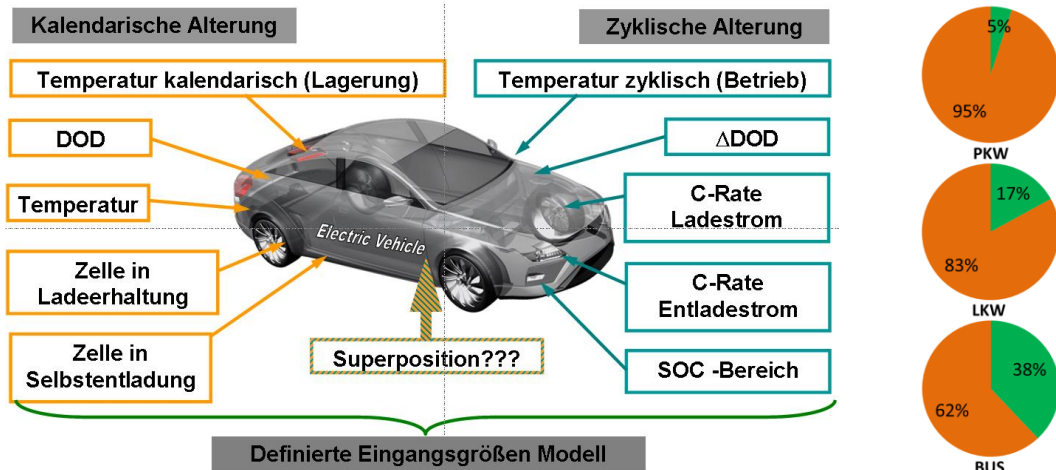 Kalendarische Alterung
Zyklische Alterung
Temperatur kalendarisch (Lagerung)
Temperatur zyklisch (Betrieb)
DOD
ΔDOD
Temperatur
C-Rate
Ladestrom
Electric Vehicle
Zelle in
Ladeerhaltung
C-Rate
Entladestrom
Zelle in
Selbstentladung
Superposition???
SOC -Bereich
Definierte Eingangsgrößen Modell
5%
95%
PKW
17%
83%
LKW
38%
62%
BUS